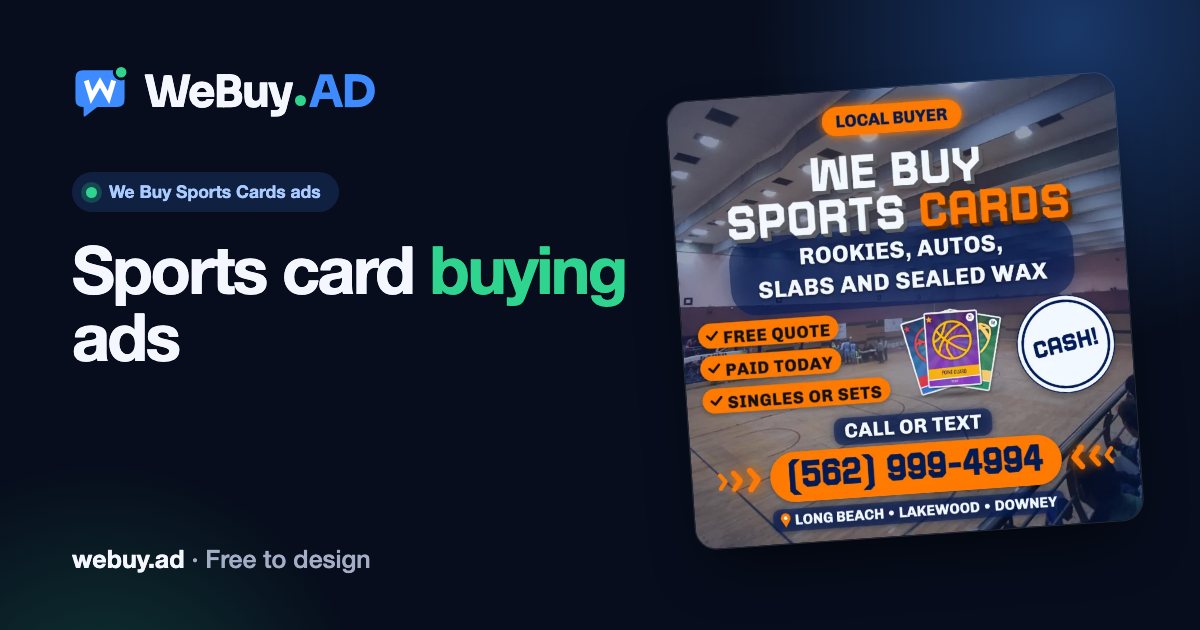 WeBuy.AD
We Buy Sports Cards ads
Sports card buying
ads
webuy.ad · Free to design
LOCAL BUYER
WE BUY
SPORTS CARDS
ROOKIES, AUTOS,
SLABS AND SEALED WAX
FREE QUOTE
PAID TODAY
SINGLES OR SETS
CASH!
CALL OR TEXT
(562) 999-4994
LONG BEACH • LAKEWOOD • DOWNEY